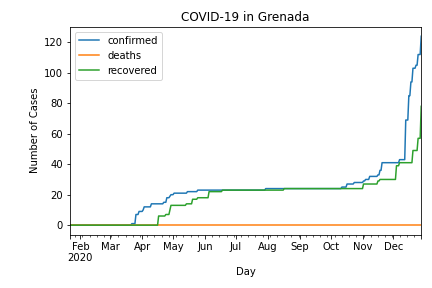 COVID-19 in Grenada
confirmed
deaths
recovered
Number of Cases
120
100
80
60
40
20
0
Feb Mar Apr May Jun Jul Aug Sep Oct Nov Dec
2020
Day